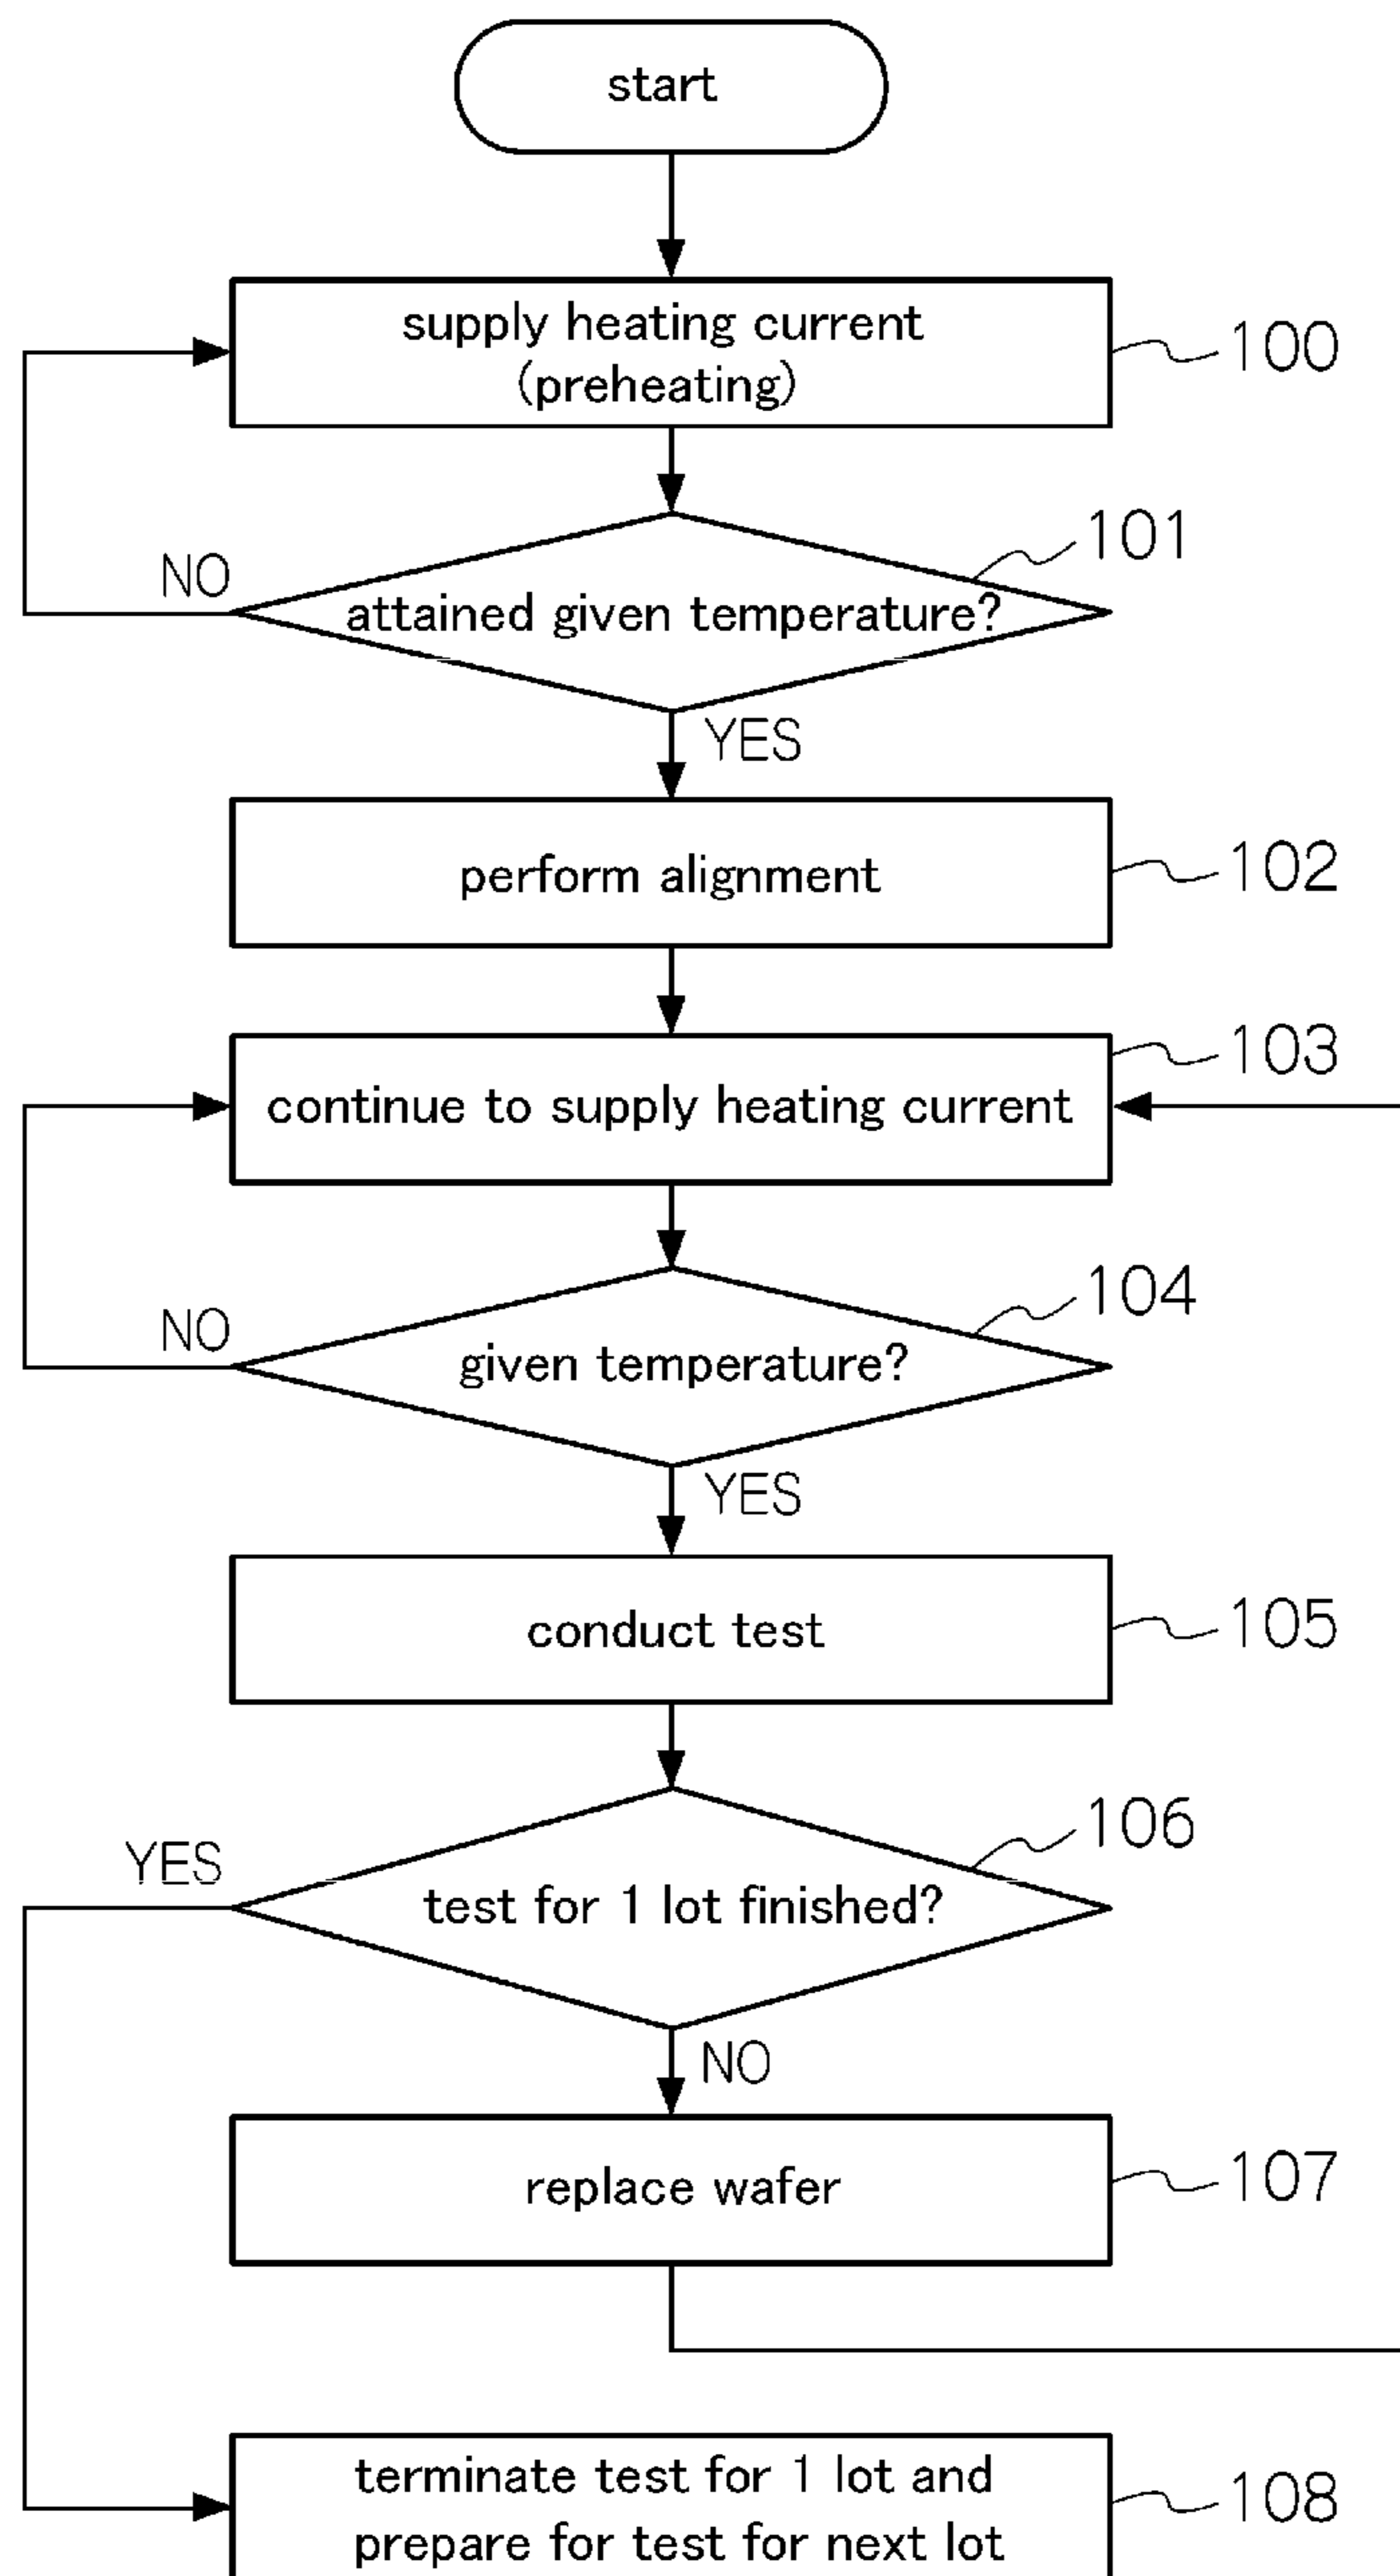 start
supply heating current
(preheating)
100
101
attained given temperature?
NO
YES
perform alignment
102
103
continue to supply heating current
104
given temperature?
NO
YES
conduct test
105
106
YES
test for 1 lot finished?
NO
replace wafer
107
terminate test for 1 lot and
prepare for test for next lot
108